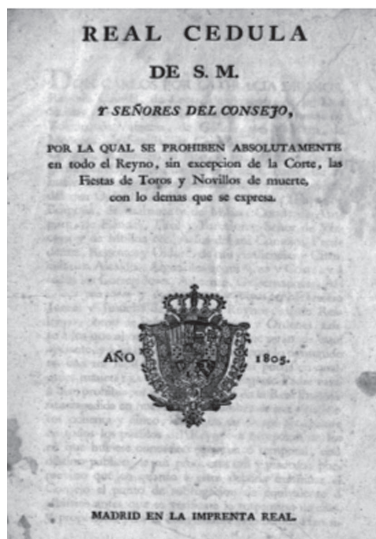 REAL CEDULA
DE S. M.
Y SEÑORES DEL CONSEJO,
POR LA QUAL SE PROHIBEN ABSOLUTAMENTE
en todo el Reyno, sin excepcion de la Corte, las
Fiestas de Toros y Novillos de muerte,
con lo demas que se expresa.
AÑO 1805.
MADRID EN LA IMPRENTA REAL.